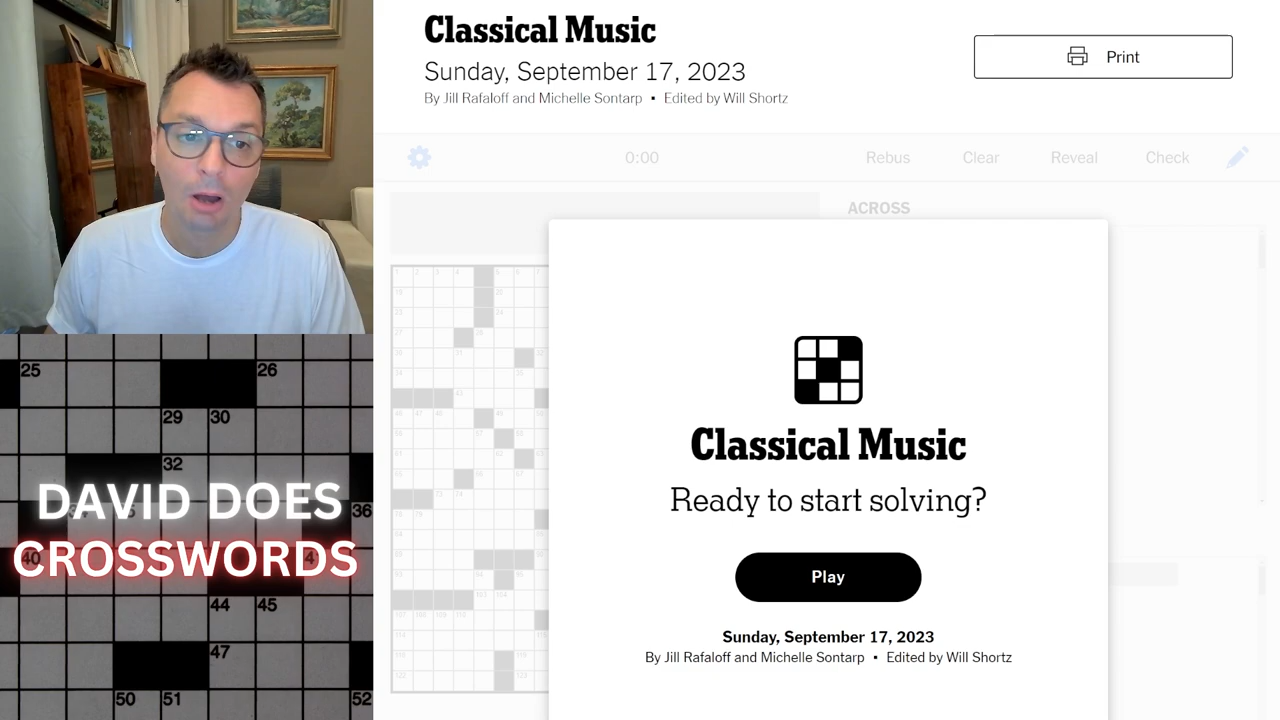 Classical Music
Sunday, September 17, 2023
By Jill Rafaloff and Michelle Sontarp ▪ Edited by Will Shortz
Print
0:00
Rebus
Clear
Reveal
Check
ACROSS
Classical Music
Ready to start solving?
Play
Sunday, September 17, 2023
By Jill Rafaloff and Michelle Sontarp ▪ Edited by Will Shortz
25
26
29
30
32
DAVID DOES
36
CROSSWORDS
40
44
45
47
50
51
52